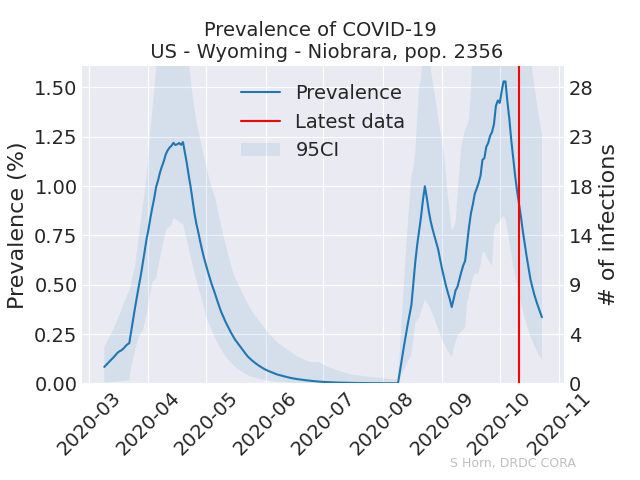 Prevalence of COVID-19
US - Wyoming - Niobrara, pop. 2356
Prevalence (%)
1.50
1.25
1.00
0.75
0.50
0.25
0.00
Prevalence
Latest data
95CI
28
23
18
14
9
4
0
# of infections
2020-03
2020-04
2020-05
2020-06
2020-07
2020-08
2020-09
2020-10
2020-11
S Horn, DRDC CORA